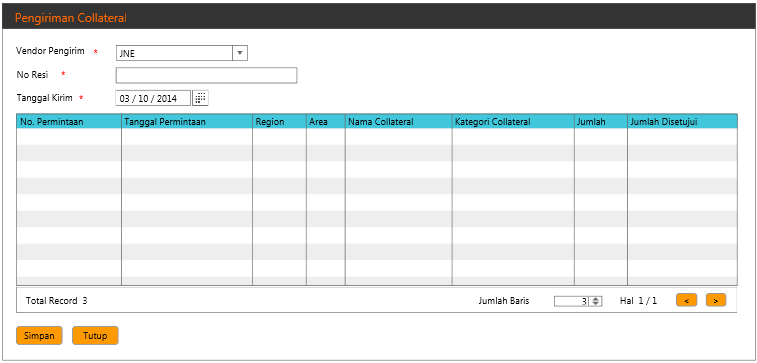 Pengiriman Collateral
Vendor Pengirim * JNE
No Resi *
Tanggal Kirim * 03 / 10 / 2014
No. Permintaan Tanggal Permintaan Region Area Nama Collateral Kategori Collateral Jumlah Jumlah Disetujui
Total Record 3 Jumlah Baris 3 Hal 1 / 1 < >
Simpan Tutup